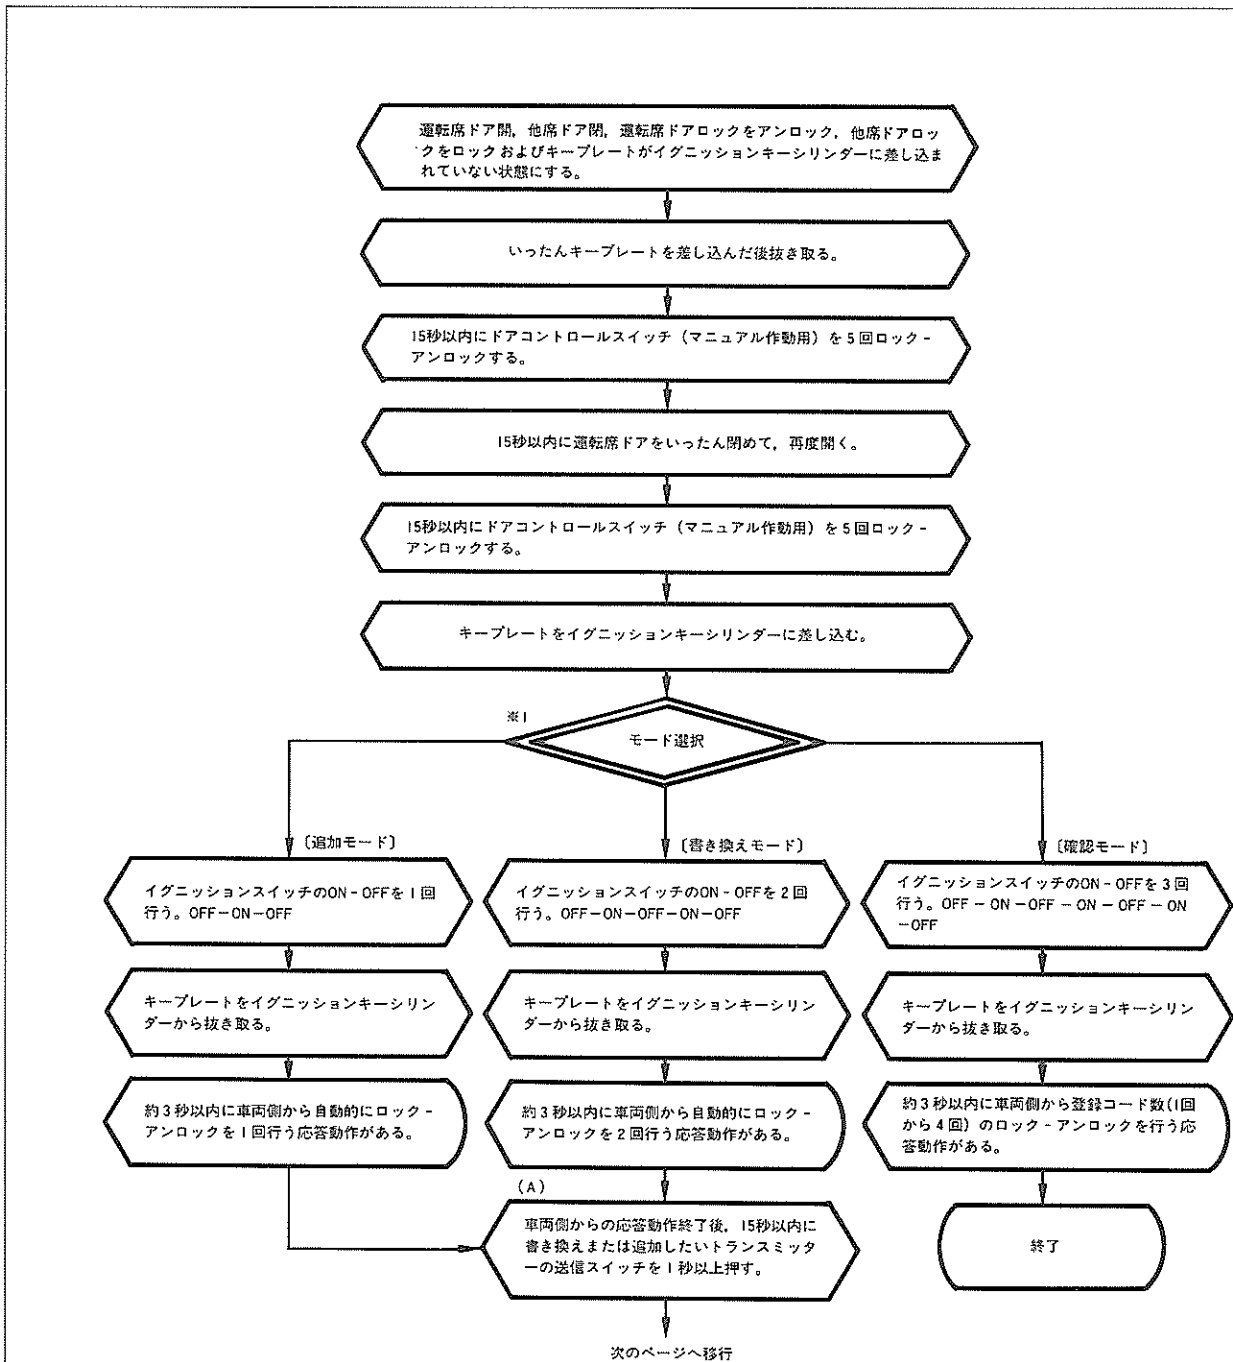 運転席ドア開，他席ドア閉，運転席ドアロックをアンロック，他席ドアロッ
クをロックおよびキープレートがイグニッションキーシリンダーに差し込ま
れていない状態にする。
いったんキープレートを差し込んだ後抜き取る。
15秒以内にドアコントロールスイッチ（マニュアル作動用）を5回ロック-
アンロックする。
15秒以内に運転席ドアをいったん閉めて，再度開く。
15秒以内にドアコントロールスイッチ（マニュアル作動用）を5回ロック-
アンロックする。
キープレートをイグニッションキーシリンダーに差し込む。
※1
モード選択
〔追加モード〕
イグニッションスイッチのON-OFFを1回
行う。OFF-ON-OFF
キープレートをイグニッションキーシリン
ダーから抜き取る。
約3秒以内に車両側から自動的にロック-
アンロックを1回行う応答動作がある。
〔書き換えモード〕
イグニッションスイッチのON-OFFを2回
行う。OFF-ON-OFF-ON-OFF
キープレートをイグニッションキーシリン
ダーから抜き取る。
約3秒以内に車両側から自動的にロック-
アンロックを2回行う応答動作がある。
〔確認モード〕
イグニッションスイッチのON-OFFを3回
行う。OFF-ON-OFF-ON-OFF-ON
-OFF
キープレートをイグニッションキーシリン
ダーから抜き取る。
約3秒以内に車両側から登録コード数(1回
から4回）のロック-アンロックを行う応
答動作がある。
終了
(A)
車両側からの応答動作終了後，15秒以内に
書き換えまたは追加したいトランスミッタ
ーの送信スイッチを1秒以上押す。
次のページへ移行